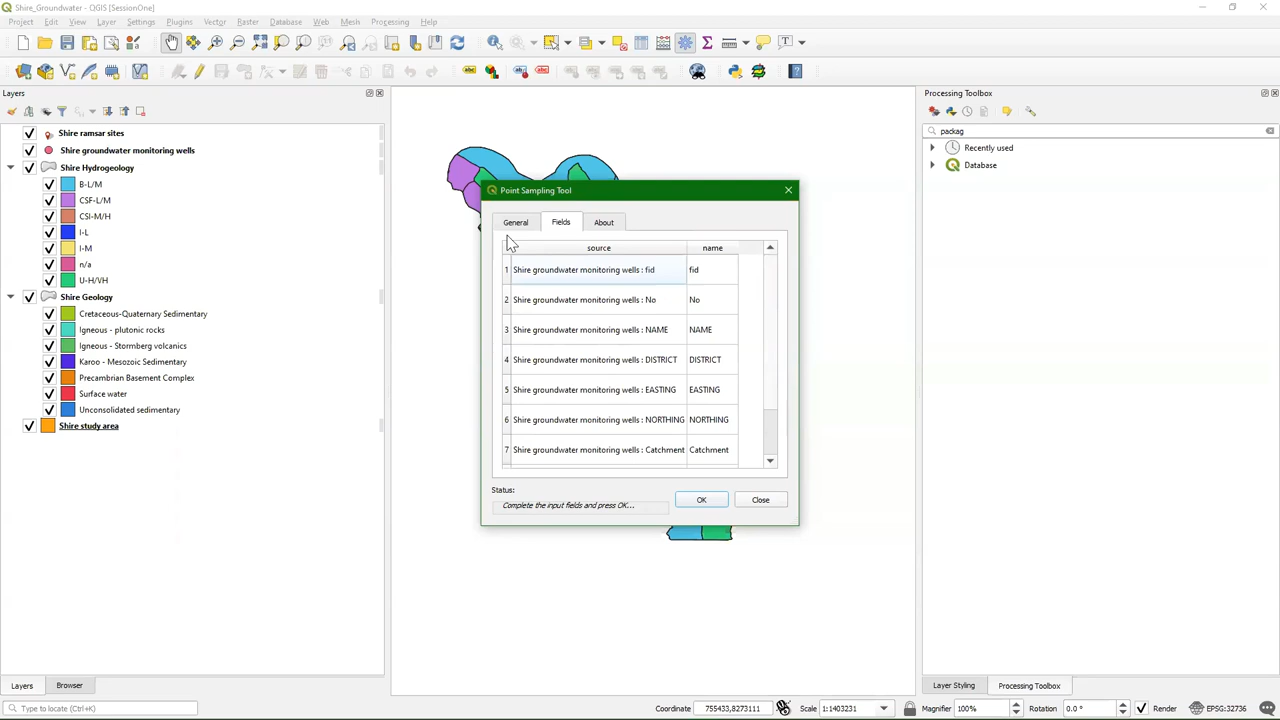 Shire_Groundwater - QGIS [SessionOne]
Project Edit View Layer Settings Plugins Vector Raster Database Web Mesh Processing Help
Layers
Processing Toolbox
packag
Recently used
Database
Shire ramsar sites
Shire groundwater monitoring wells
Shire Hydrogeology
B-L/M
CSF-L/M
CSI-M/H
I-L
I-M
n/a
U-H/VH
Shire Geology
Cretaceous-Quaternary Sedimentary
Igneous - plutonic rocks
Igneous - Stormberg volcanics
Karoo - Mesozoic Sedimentary
Precambrian Basement Complex
Surface water
Unconsolidated sedimentary
Shire study area
Point Sampling Tool
General Fields About
source name
1 Shire groundwater monitoring wells : fid fid
2 Shire groundwater monitoring wells : No No
3 Shire groundwater monitoring wells : NAME NAME
4 Shire groundwater monitoring wells : DISTRICT DISTRICT
5 Shire groundwater monitoring wells : EASTING EASTING
6 Shire groundwater monitoring wells : NORTHING NORTHING
7 Shire groundwater monitoring wells : Catchment Catchment
Status:
Complete the input fields and press OK...
OK Close
Layers Browser
Layer Styling Processing Toolbox
Type to locate (Ctrl+K)
Coordinate 755433,8273111 Scale 1:1403231 Magnifier 100% Rotation 0.0 ° Render EPSG:32736